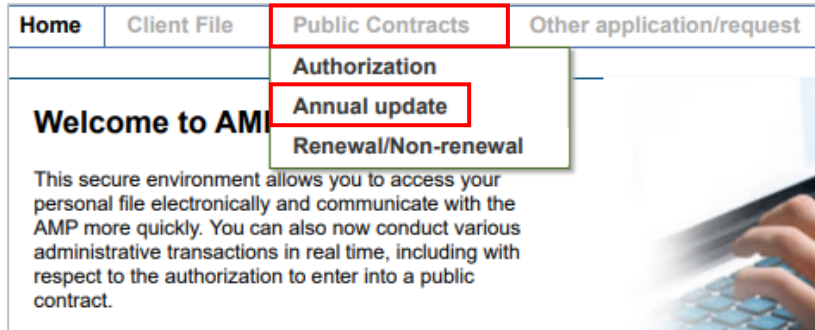 Home Client File Public Contracts Other application/request
Authorization
Annual update
Renewal/Non-renewal
Welcome to
This secure environment allows you to access your
personal file electronically and communicate with the
AMP more quickly. You can also now conduct various
administrative transactions in real time, including with
respect to the authorization to enter into a public
contract.